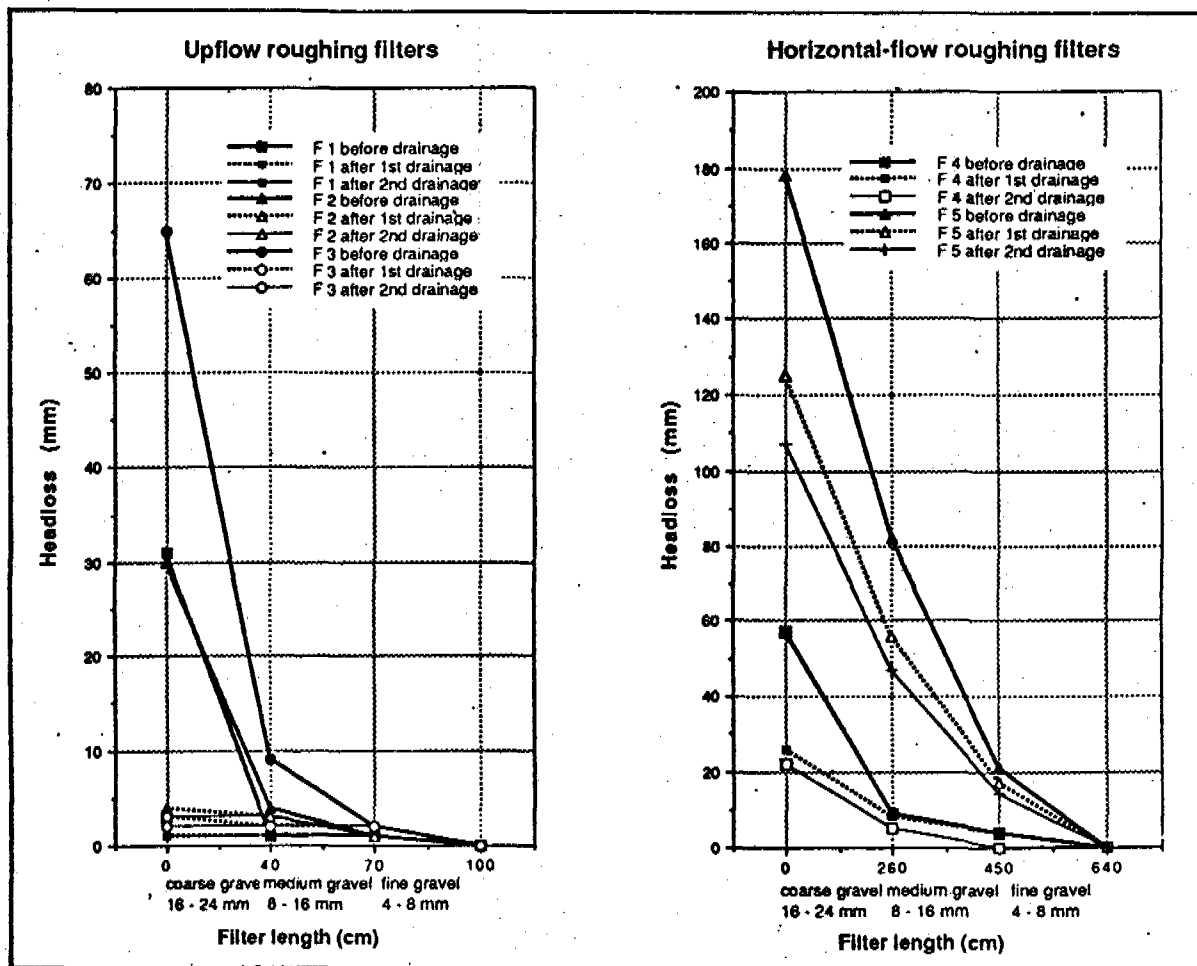 Upflow roughing filters
80
70
60
50
40
30
20
10
0
Headloss (mm)
F 1 before drainage
F 1 after 1st drainage
F 1 after 2nd drainage
F 2 before drainage
F 2 after 1st drainage
F 2 after 2nd drainage
F 3 before drainage
F 3 after 1st drainage
F 3 after 2nd drainage
0 40 70 100
coarse grave medium gravel fine gravel
16 - 24 mm 8 - 16 mm 4 - 8 mm
Filter length (cm)
Horizontal-flow roughing filters
200
180
160
140
120
100
80
60
40
20
0
Headloss (mm)
F 4 before drainage
F 4 after 1st drainage
F 4 after 2nd drainage
F 5 before drainage
F 5 after 1st drainage
F 5 after 2nd drainage
0 260 450 640
coarse gravel medium gravel fine gravel
16 - 24 mm 8 - 16 mm 4 - 8 mm
Filter length (cm)